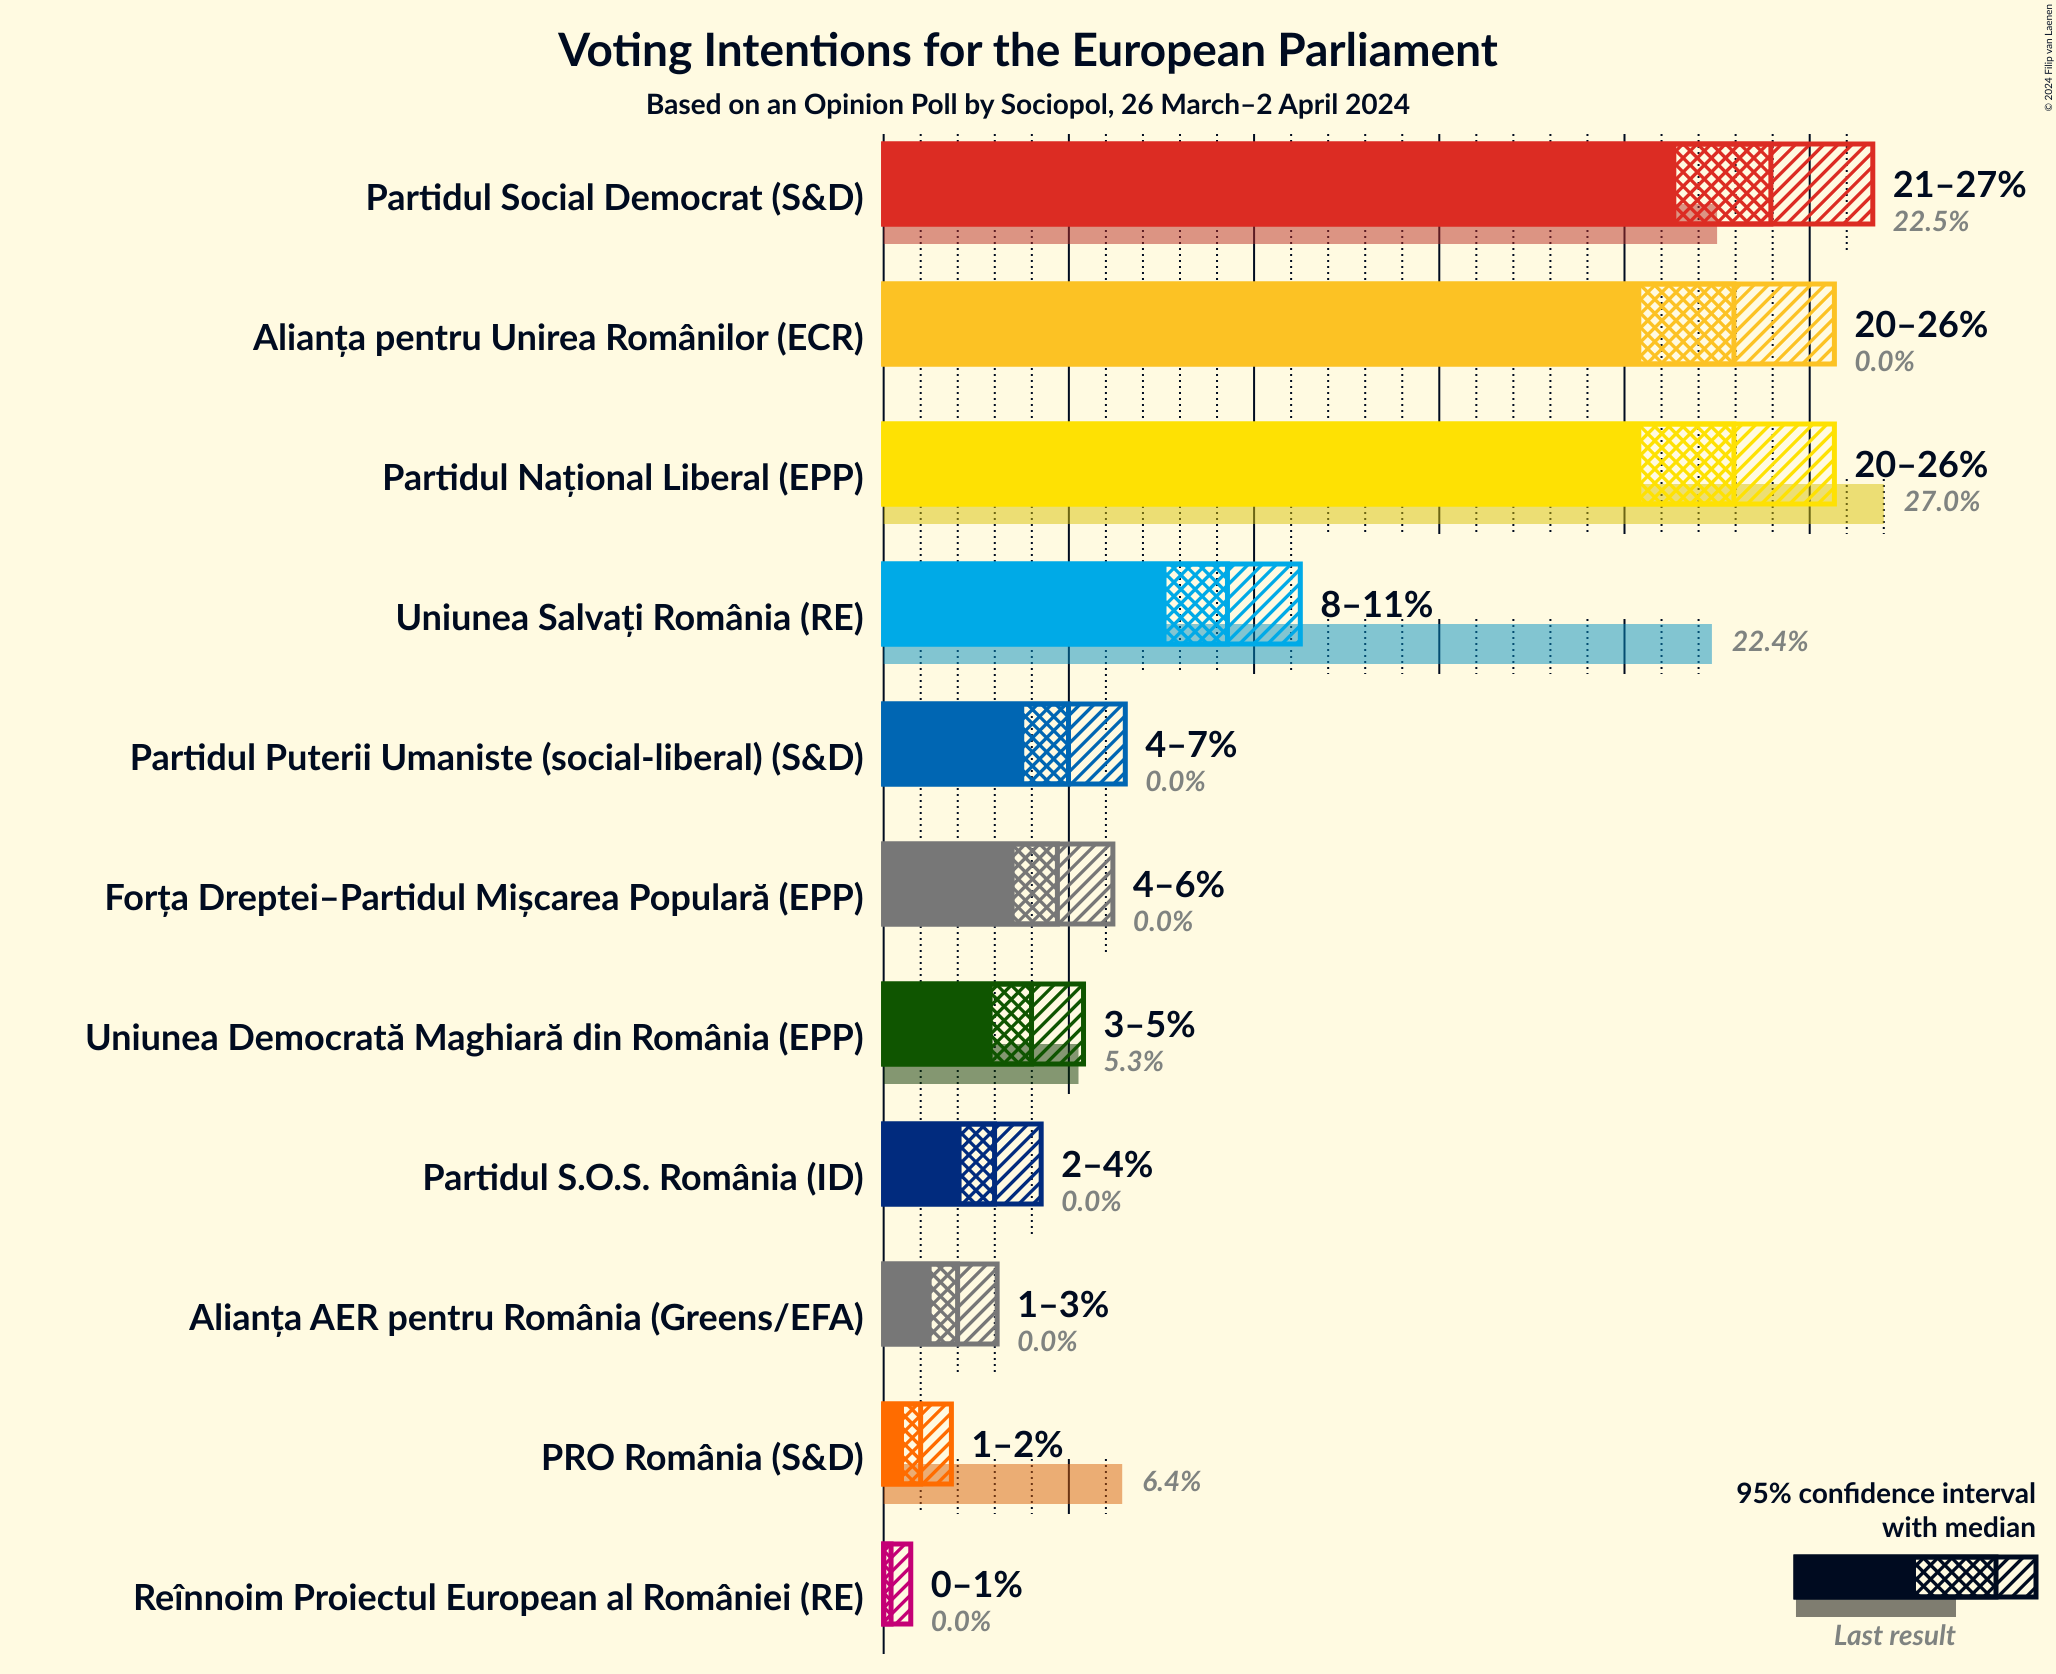 Voting Intentions for the European Parliament
Based on an Opinion Poll by Sociopol, 26 March–2 April 2024
© 2024 Filip van Laenen
Partidul Social Democrat (S&D)
21–27%
22.5%
Alianța pentru Unirea Românilor (ECR)
20–26%
0.0%
Partidul Național Liberal (EPP)
20–26%
27.0%
Uniunea Salvați România (RE)
8–11%
22.4%
Partidul Puterii Umaniste (social-liberal) (S&D)
4–7%
0.0%
Forța Dreptei–Partidul Mișcarea Populară (EPP)
4–6%
0.0%
Uniunea Democrată Maghiară din România (EPP)
3–5%
5.3%
Partidul S.O.S. România (ID)
2–4%
0.0%
Alianța AER pentru România (Greens/EFA)
1–3%
0.0%
PRO România (S&D)
1–2%
6.4%
Reînnoim Proiectul European al României (RE)
0–1%
0.0%
95% confidence interval
with median
Last result